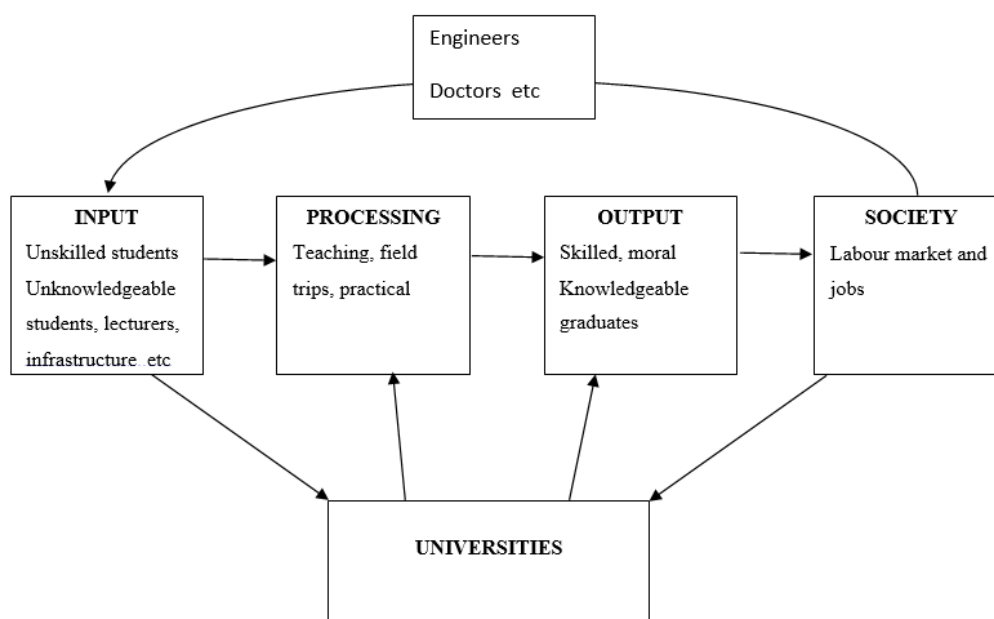 Engineers
Doctors etc
INPUT
Unskilled students
Unknowledgeable
students, lecturers,
infrastructure etc
PROCESSING
Teaching, field
trips, practical
OUTPUT
Skilled, moral
Knowledgeable
graduates
SOCIETY
Labour market and
jobs
UNIVERSITIES